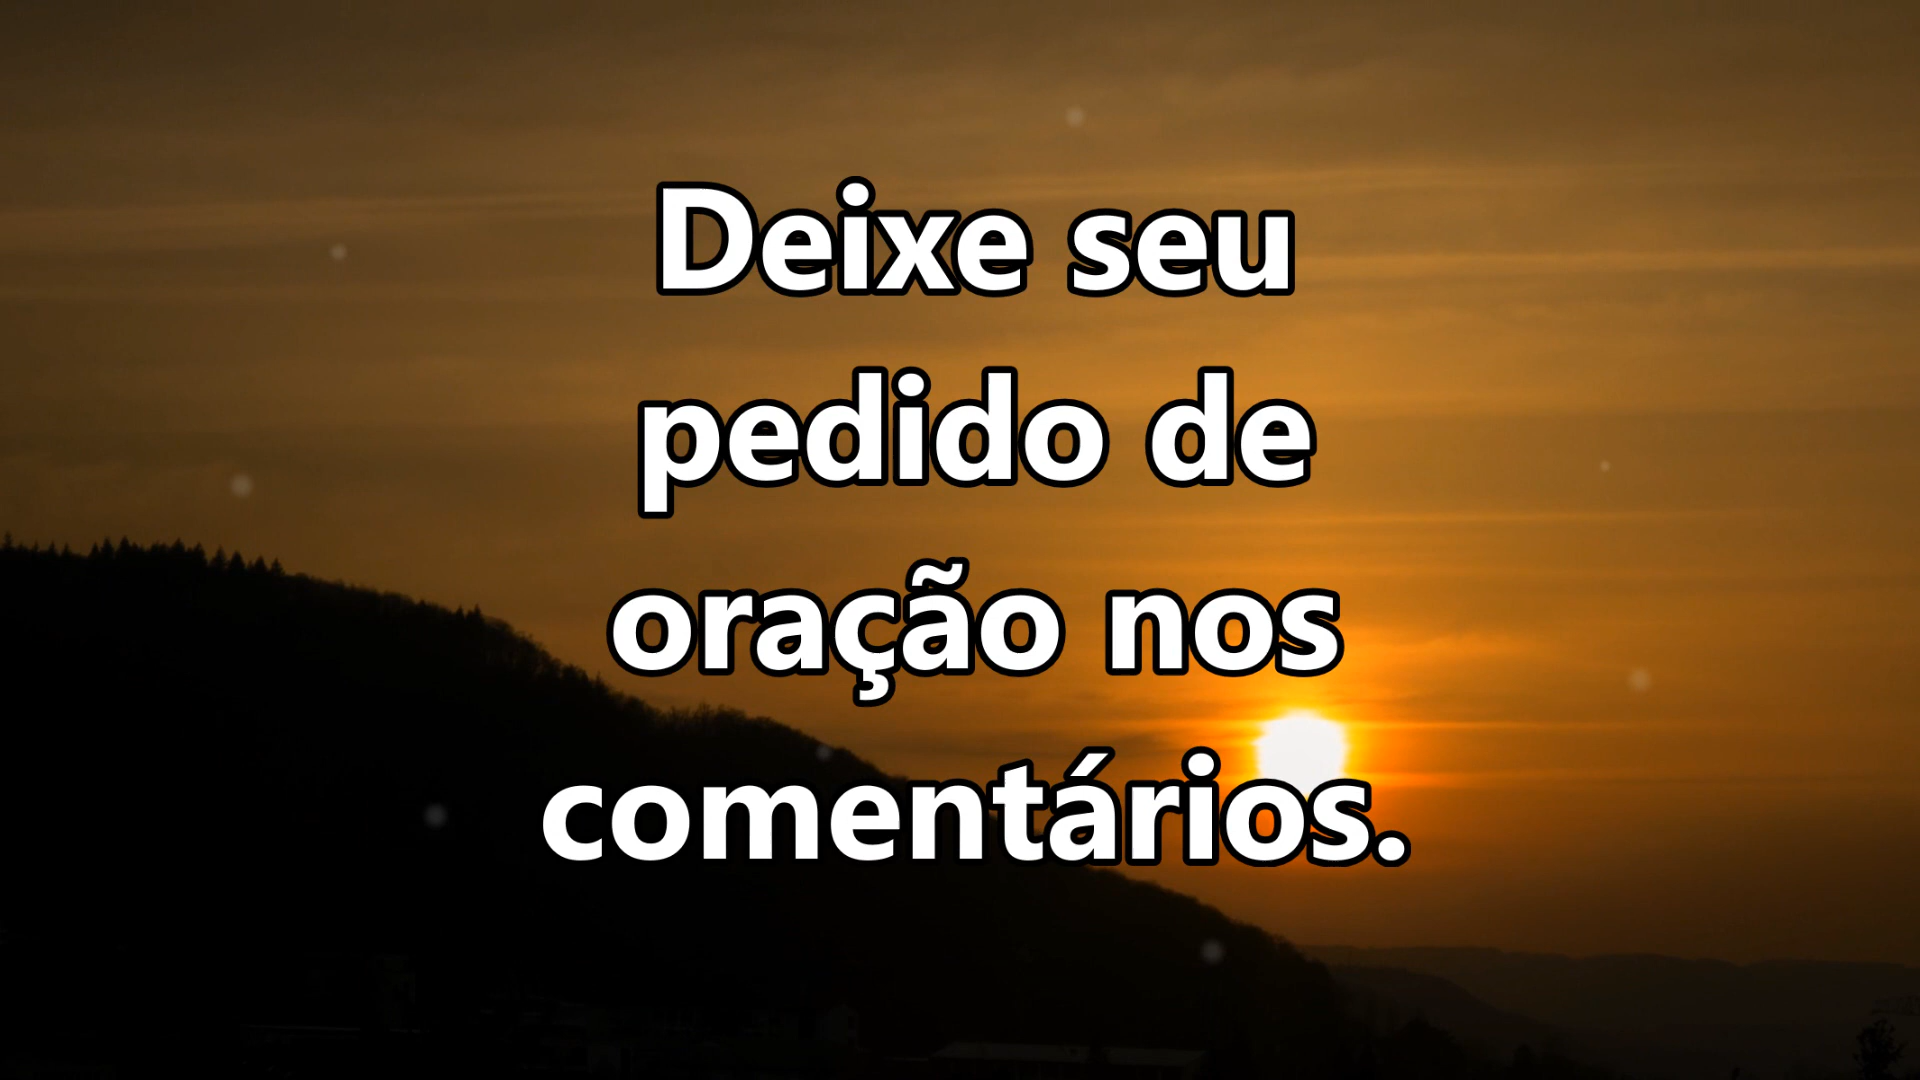 Deixe seu
pedido de
oração nos
comentários.